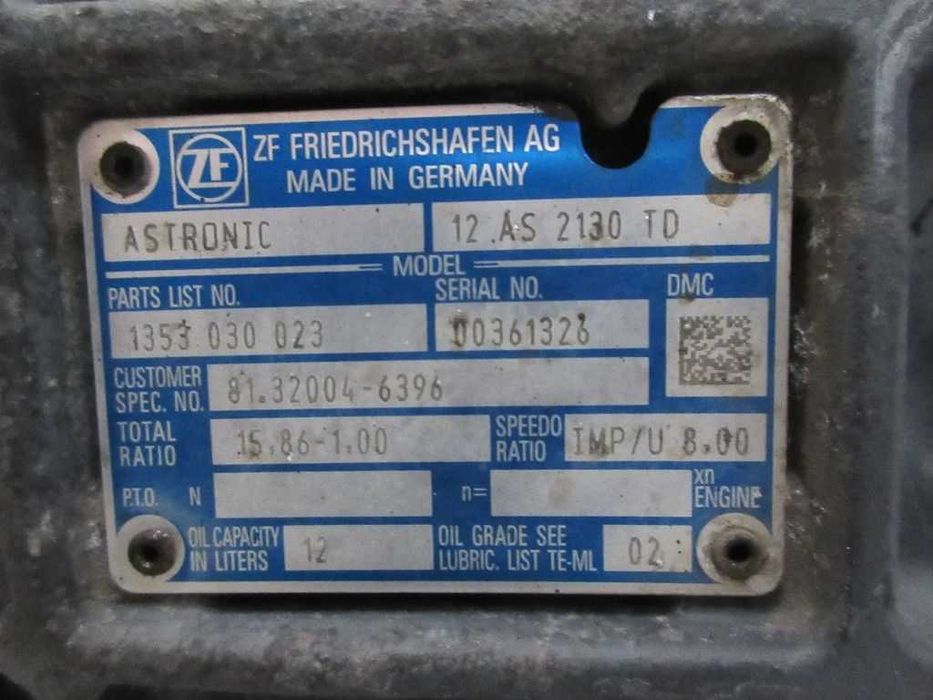 ZF
ZF FRIEDRICHSHAFEN AG
MADE IN GERMANY
ASTRONIC
12 AS 2130 TD
MODEL
PARTS LIST NO.
SERIAL NO.
DMC
1353 030 023
00361326
CUSTOMER
SPEC. NO.
81.32004-6396
TOTAL
RATIO
15.86-1.00
SPEEDO
RATIO
IMP/U 8.00
P.T.O. N
n=
xn
ENGINE
OIL CAPACITY
IN LITERS
12
OIL GRADE SEE
LUBRIC. LIST TE-ML
02